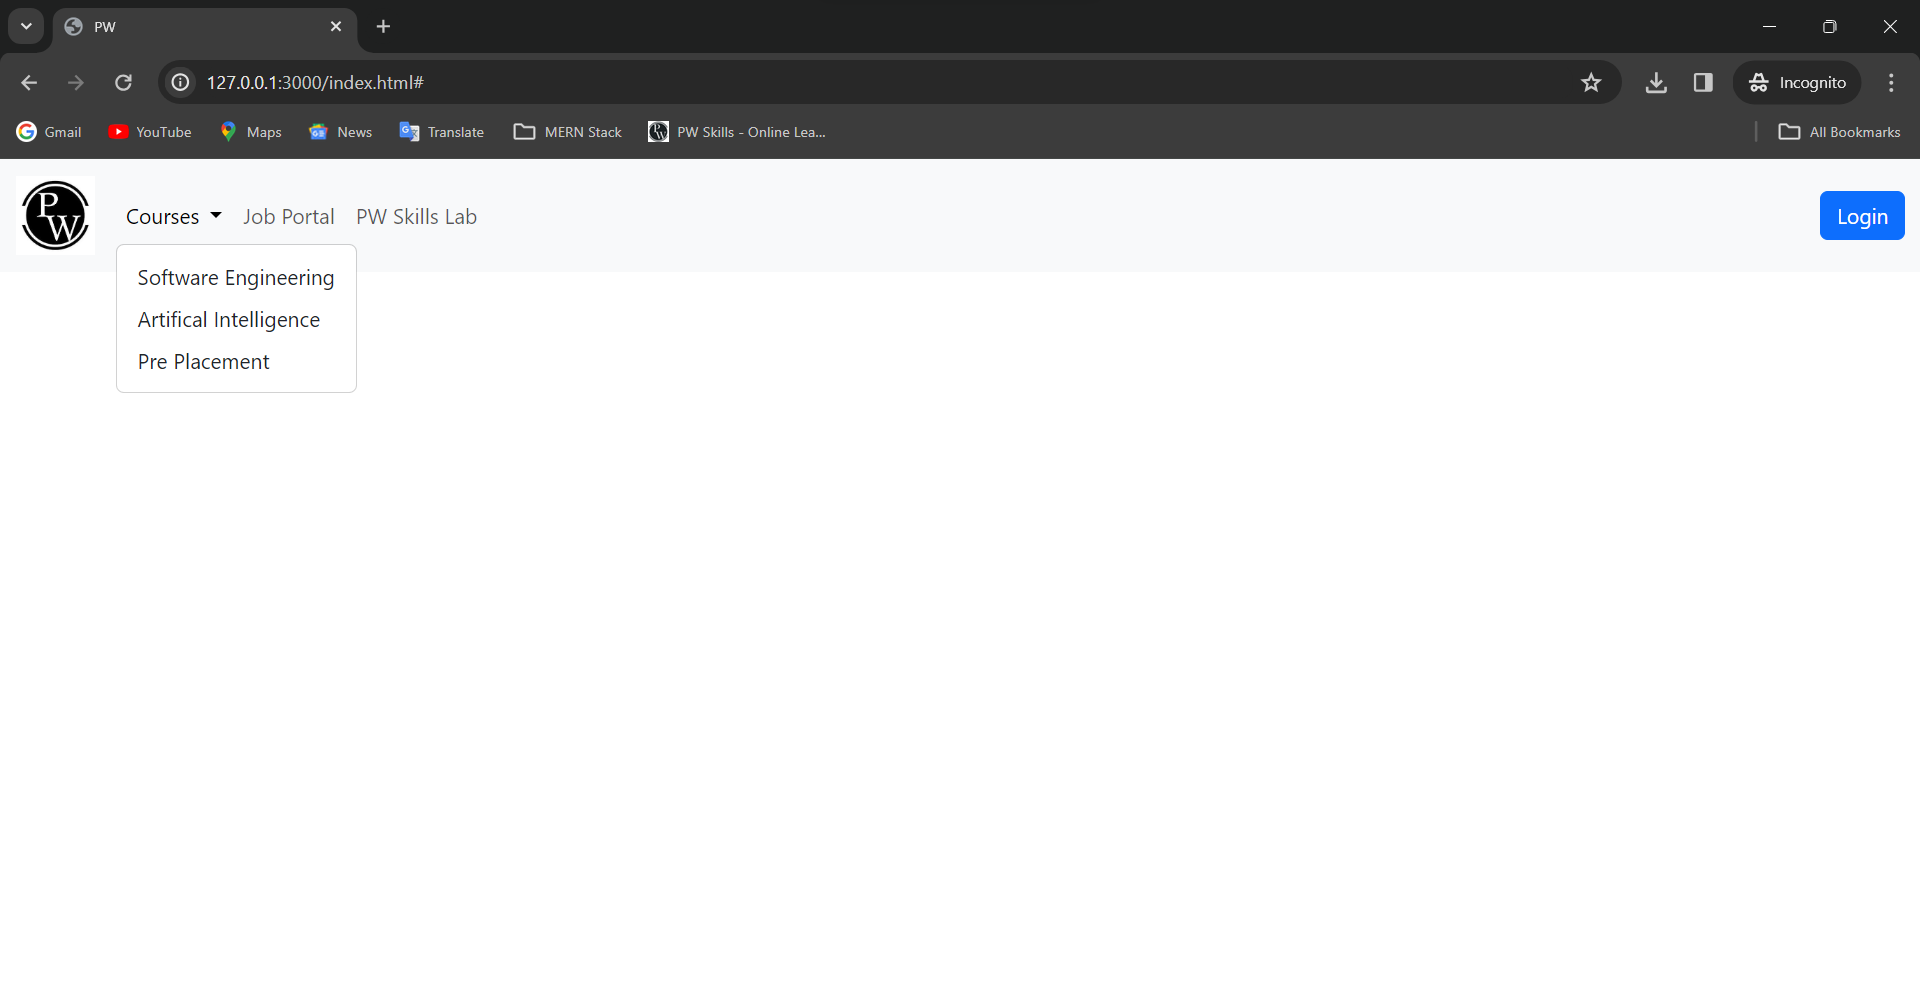 PW
127.0.0.1:3000/index.html#
Incognito
Gmail YouTube Maps News Translate MERN Stack PW Skills - Online Lea... All Bookmarks
PW Courses Job Portal PW Skills Lab Login
Software Engineering
Artifical Intelligence
Pre Placement